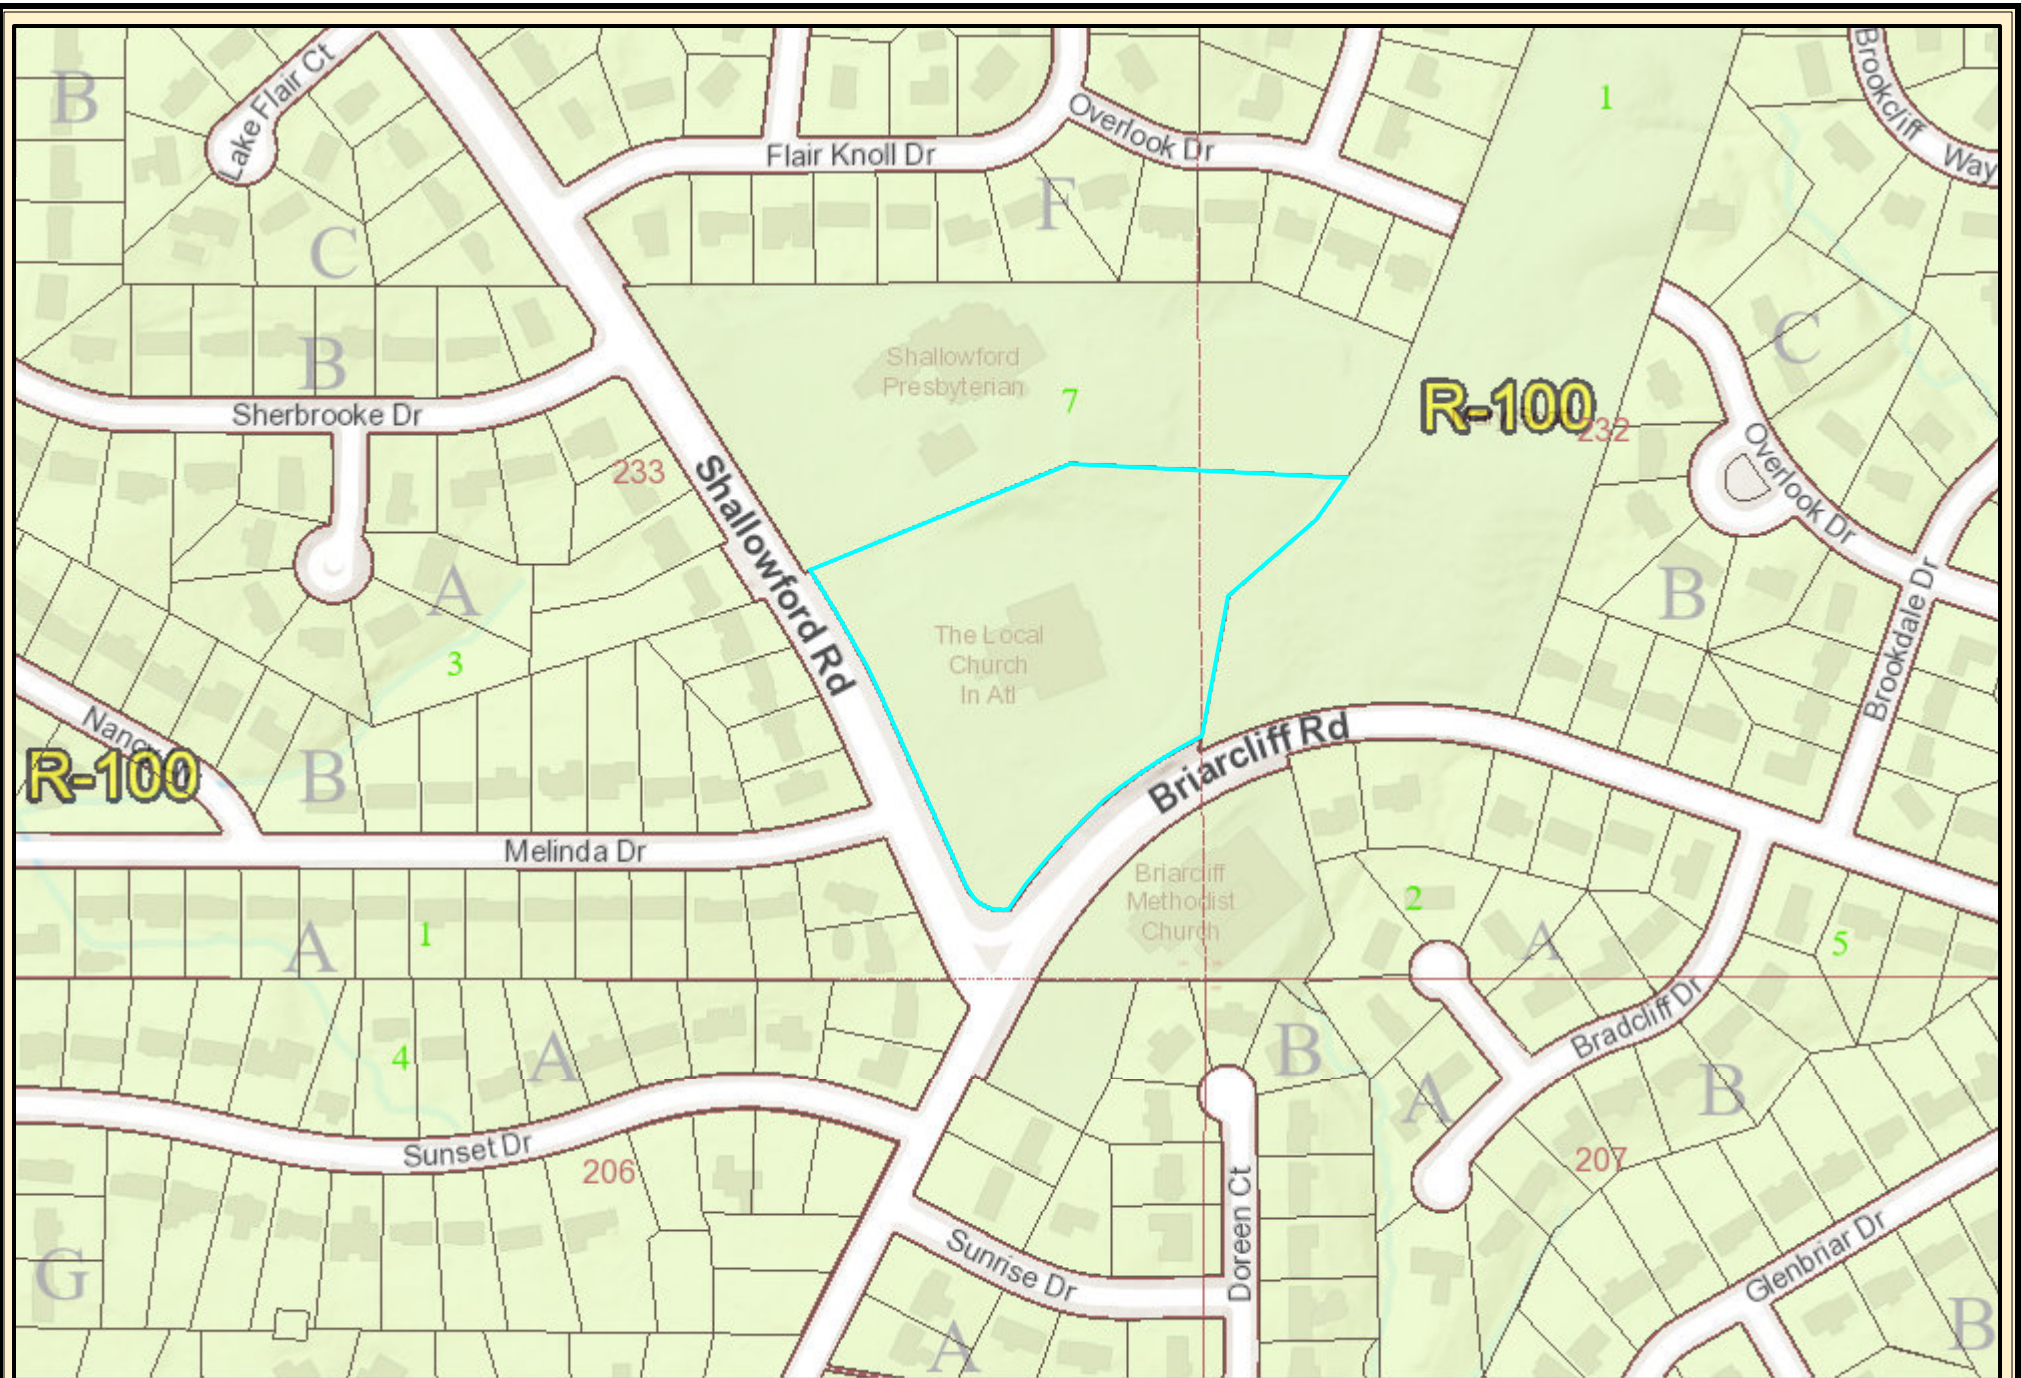 Lake Flair Ct
B
1
Brookcliff Way
Flair Knoll Dr
Overlook Dr
F
C
Shallowford
Presbyterian
7
B
C
R-100
232
Sherbrooke Dr
233
Shallowford Rd
Overlook Dr
A
B
The Local
Church
In Atl
3
Brookdale Dr
Nancy
R-100
B
Briarcliff Rd
Melinda Dr
Briarcliff
Methodist
Church
2
A
5
A
1
4
A
B
Bradcliff Dr
A
B
Sunset Dr
206
207
Doreen Ct
G
Sunrise Dr
Glenbriar Dr
A
B